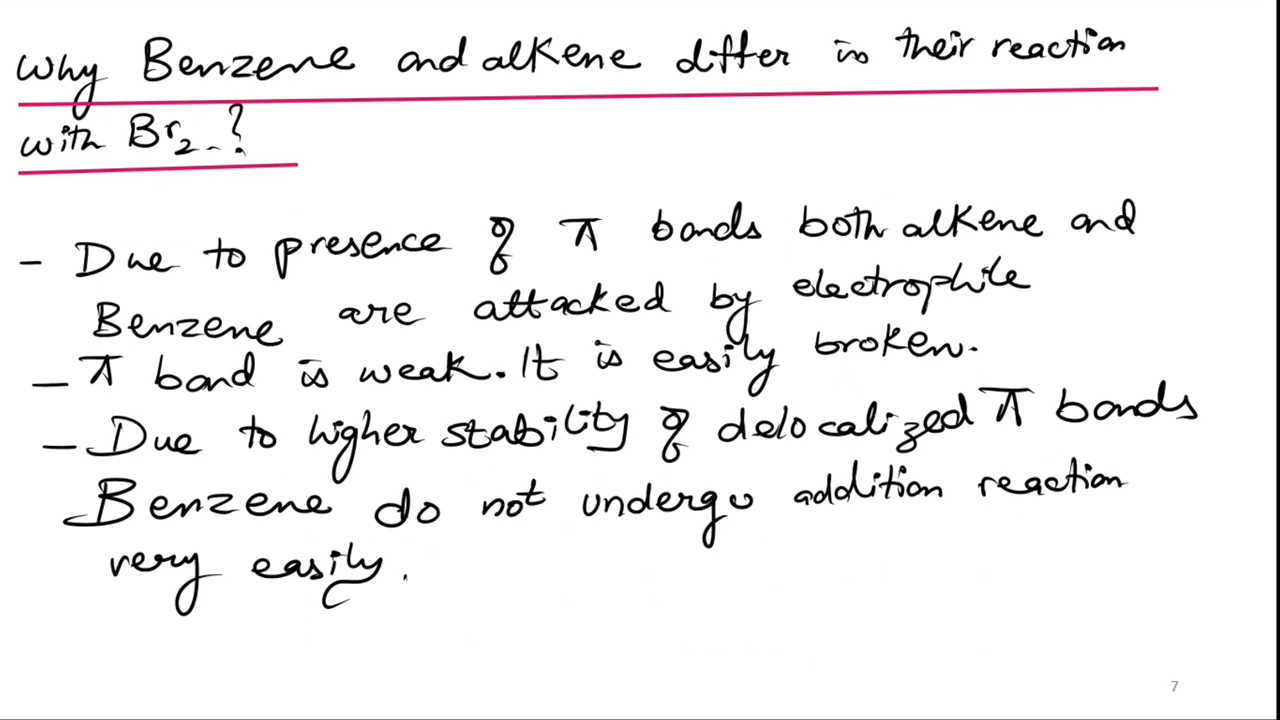 Why Benzene and alkene differ in their reaction
with Br2.?
- Due to presence of π bonds both alkene and
Benzene are attacked by electrophile
- π bond is weak. It is easily broken.
- Due to higher stability of delocalized π bonds
Benzene do not undergo addition reaction
very easily.
7